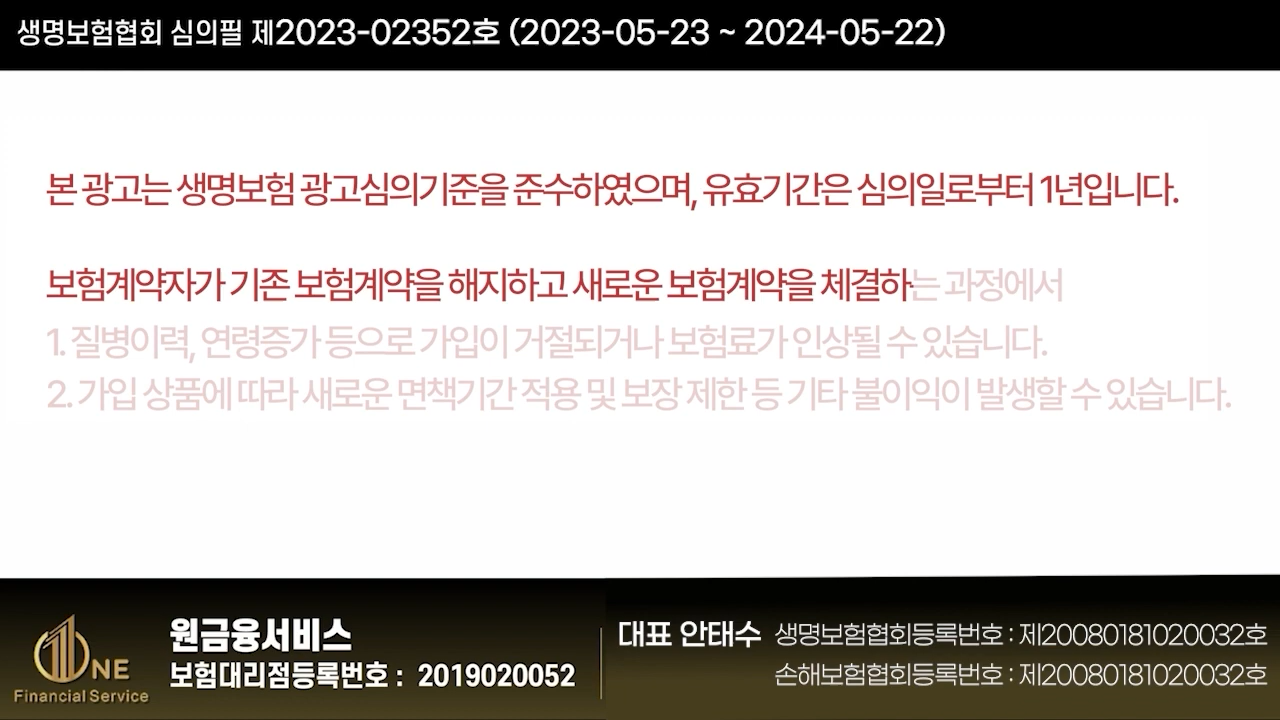 생명보험협회 심의필 제2023-02352호 (2023-05-23 ~ 2024-05-22)
본 광고는 생명보험 광고심의기준을 준수하였으며, 유효기간은 심의일로부터 1년입니다.
보험계약자가 기존 보험계약을 해지하고 새로운 보험계약을 체결하는 과정에서
1. 질병이력, 연령증가 등으로 가입이 거절되거나 보험료가 인상될 수 있습니다.
2. 가입 상품에 따라 새로운 면책기간 적용 및 보장 제한 등 기타 불이익이 발생할 수 있습니다.
ONE
Financial Service
원금융서비스
보험대리점등록번호 : 2019020052
대표 안태수 생명보험협회등록번호 : 제20080181020032호
손해보험협회등록번호 : 제20080181020032호